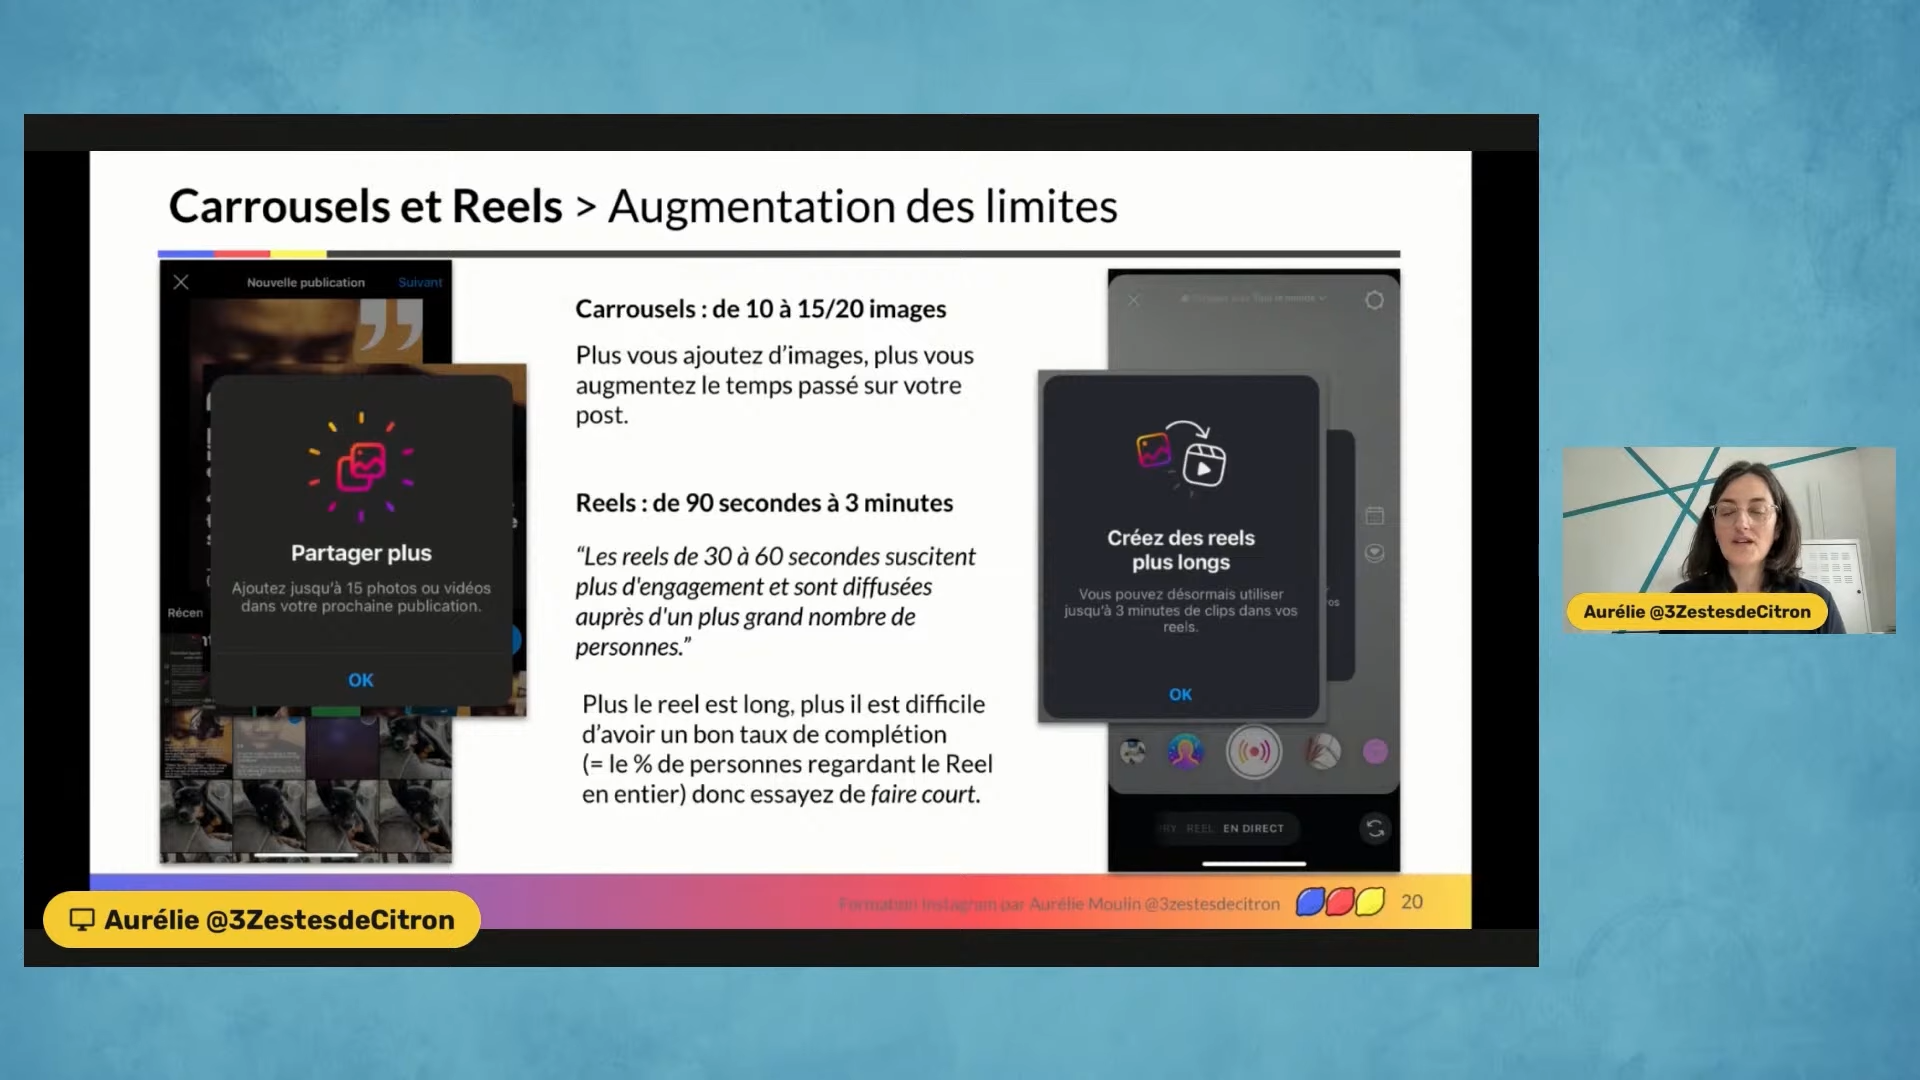 Carrousels et Reels > Augmentation des limites
Nouvelle publication
Suivant
Partager plus
Ajoutez jusqu'à 15 photos ou vidéos
dans votre prochaine publication.
OK
Récen
Carrousels : de 10 à 15/20 images
Plus vous ajoutez d'images, plus vous
augmentez le temps passé sur votre
post.
Reels : de 90 secondes à 3 minutes
“Les reels de 30 à 60 secondes suscitent
plus d'engagement et sont diffusées
auprès d'un plus grand nombre de
personnes.”
Plus le reel est long, plus il est difficile
d'avoir un bon taux de complétion
(= le % de personnes regardant le Reel
en entier) donc essayez de faire court.
Créez des reels
plus longs
Vous pouvez désormais utiliser
jusqu'à 3 minutes de clips dans vos
reels.
OK
RY REEL EN DIRECT
Formation Instagram par Aurélie Moulin @3zestesdecitron
20
Aurélie @3ZestesdeCitron
Aurélie @3ZestesdeCitron